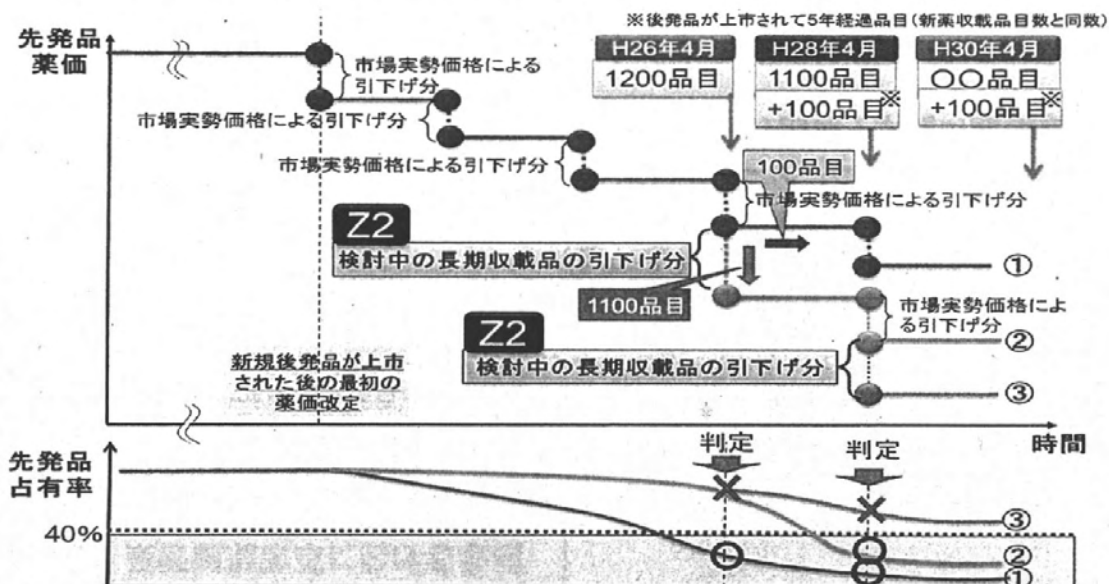 ※後発品が上市されて5年経過品目(新薬収載品目数と同数)
先発品
薬価
H26年4月
1200品目
H28年4月
1100品目
+100品目※
H30年4月
〇〇品目
+100品目※
市場実勢価格による
引下げ分
市場実勢価格による引下げ分
市場実勢価格による引下げ分
100品目
市場実勢価格による引下げ分
Z2
検討中の長期収載品の引下げ分
1100品目
①
市場実勢価格によ
る引下げ分
②
Z2
検討中の長期収載品の引下げ分
③
新規後発品が上市
された後の最初の
薬価改定
時間
先発品
占有率
判定
判定
40%
③
②
①